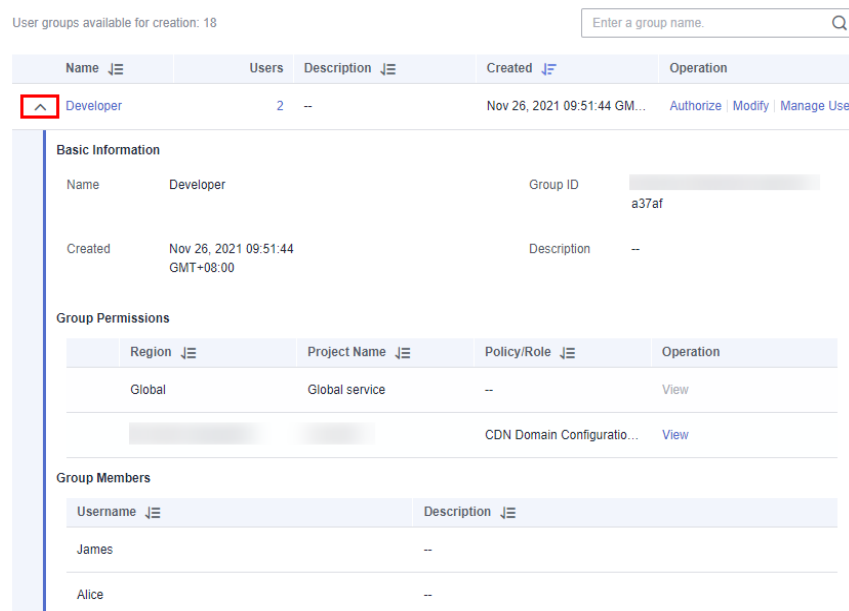 User groups available for creation: 18
Enter a group name.
Name Users Description Created Operation
Developer 2 -- Nov 26, 2021 09:51:44 GM... Authorize | Modify | Manage Use
Basic Information
Name Developer Group ID
a37af
Created Nov 26, 2021 09:51:44 Description --
GMT+08:00
Group Permissions
Region Project Name Policy/Role Operation
Global Global service -- View
CDN Domain Configuratio... View
Group Members
Username Description
James --
Alice --